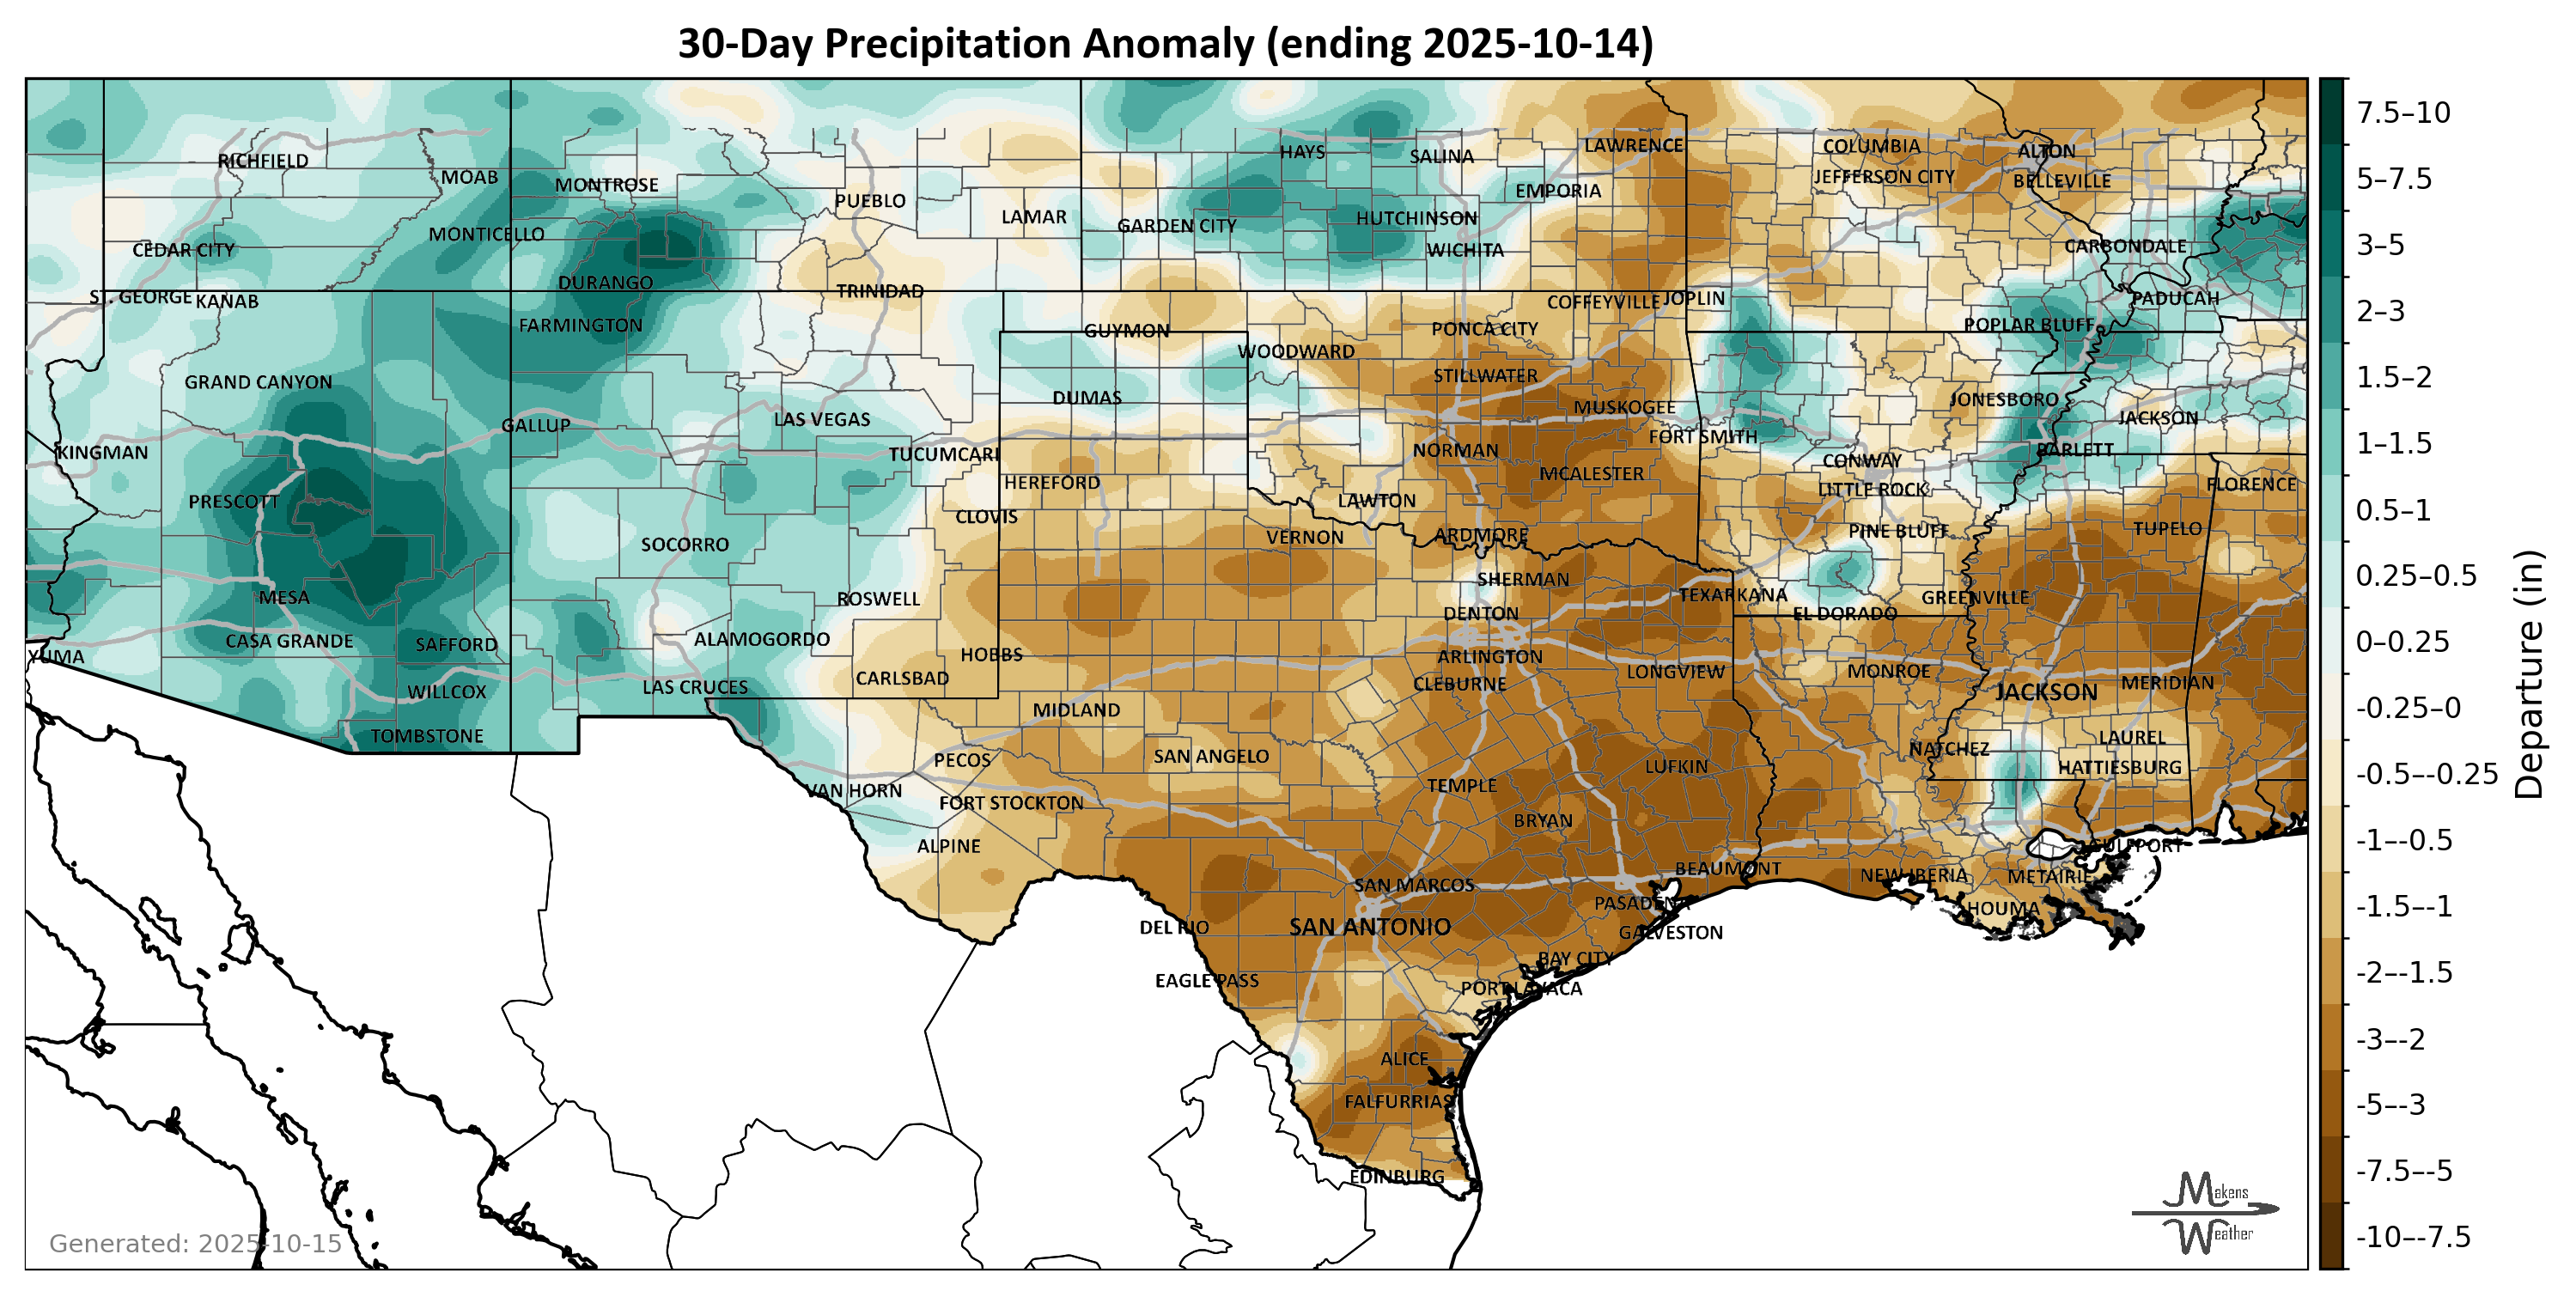 30-Day Precipitation Anomaly (ending 2025-10-14)
RICHFIELD
MOAB
MONTROSE
PUEBLO
LAMAR
HAYS
SALINA
LAWRENCE
COLUMBIA
ALTON
JEFFERSON CITY
BELLEVILLE
EMPORIA
GARDEN CITY
HUTCHINSON
WICHITA
CEDAR CITY
MONTICELLO
CARBONDALE
DURANGO
TRINIDAD
ST. GEORGE
KANAB
COFFEYVILLE
JOPLIN
PADUCAH
FARMINGTON
GUYMON
PONCA CITY
POPLAR BLUFF
WOODWARD
STILLWATER
GRAND CANYON
DUMAS
MUSKOGEE
JONESBORO
JACKSON
GALLUP
LAS VEGAS
FORT SMITH
KINGMAN
TUCUMCARI
NORMAN
BARLETT
CONWAY
MCALESTER
HEREFORD
LITTLE ROCK
FLORENCE
PRESCOTT
LAWTON
CLOVIS
PINE BLUFF
TUPELO
SOCORRO
VERNON
ARDMORE
SHERMAN
MESA
ROSWELL
DENTON
TEXARKANA
EL DORADO
GREENVILLE
CASA GRANDE
SAFFORD
ALAMOGORDO
YUMA
HOBBS
ARLINGTON
CARLSBAD
CLEBURNE
LONGVIEW
MONROE
LAS CRUCES
WILLCOX
JACKSON
MERIDIAN
MIDLAND
TOMBSTONE
NATCHEZ
LAUREL
PECOS
SAN ANGELO
LUFKIN
HATTIESBURG
VAN HORN
TEMPLE
FORT STOCKTON
BRYAN
ALPINE
GULFPORT
BEAUMONT
SAN MARCOS
NEW IBERIA
METAIRIE
PASADENA
HOUMA
DEL RIO
SAN ANTONIO
GALVESTON
BAY CITY
EAGLE PASS
PORT LAVACA
ALICE
FALFURRIAS
EDINBURG
Generated: 2025-10-15
Makens
Weather
7.5–10
5–7.5
3–5
2–3
1.5–2
1–1.5
0.5–1
0.25–0.5
0–0.25
-0.25–0
-0.5–-0.25
-1–-0.5
-1.5–-1
-2–-1.5
-3–-2
-5–-3
-7.5–-5
-10–-7.5
Departure (in)